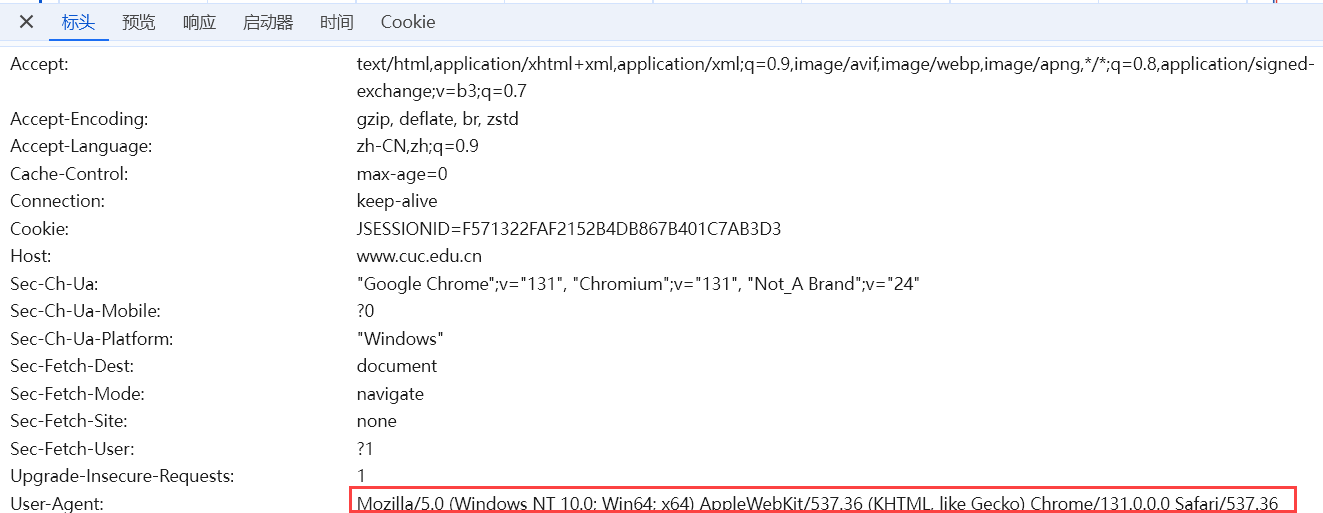 标头 预览 响应 启动器 时间 Cookie
Accept: text/html,application/xhtml+xml,application/xml;q=0.9,image/avif,image/webp,image/apng,*/*;q=0.8,application/signed-
exchange;v=b3;q=0.7
Accept-Encoding: gzip, deflate, br, zstd
Accept-Language: zh-CN,zh;q=0.9
Cache-Control: max-age=0
Connection: keep-alive
Cookie: JSESSIONID=F571322FAF2152B4DB867B401C7AB3D3
Host: www.cuc.edu.cn
Sec-Ch-Ua: "Google Chrome";v="131", "Chromium";v="131", "Not_A Brand";v="24"
Sec-Ch-Ua-Mobile: ?0
Sec-Ch-Ua-Platform: "Windows"
Sec-Fetch-Dest: document
Sec-Fetch-Mode: navigate
Sec-Fetch-Site: none
Sec-Fetch-User: ?1
Upgrade-Insecure-Requests: 1
User-Agent: Mozilla/5.0 (Windows NT 10.0; Win64; x64) AppleWebKit/537.36 (KHTML, like Gecko) Chrome/131.0.0.0 Safari/537.36